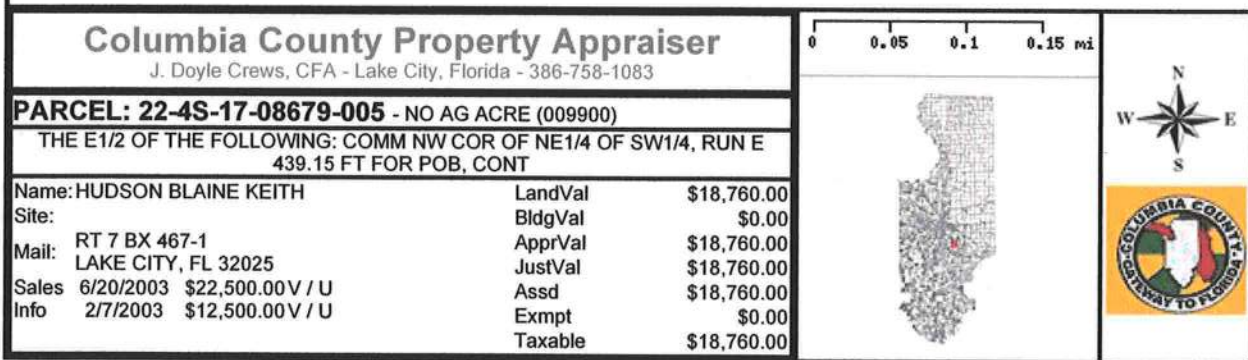 Columbia County Property Appraiser
J. Doyle Crews, CFA - Lake City, Florida - 386-758-1083
PARCEL: 22-4S-17-08679-005 - NO AG ACRE (009900)
THE E1/2 OF THE FOLLOWING: COMM NW COR OF NE1/4 OF SW1/4, RUN E
439.15 FT FOR POB, CONT
Name: HUDSON BLAINE KEITH
Site:
Mail: RT 7 BX 467-1
LAKE CITY, FL 32025
Sales 6/20/2003 $22,500.00 V / U
Info 2/7/2003 $12,500.00 V / U
LandVal $18,760.00
BldgVal $0.00
ApprVal $18,760.00
JustVal $18,760.00
Assd $18,760.00
Exmpt $0.00
Taxable $18,760.00
0 0.05 0.1 0.15 mi
N
W E
S
COLUMBIA COUNTY
GATEWAY TO FLORIDA